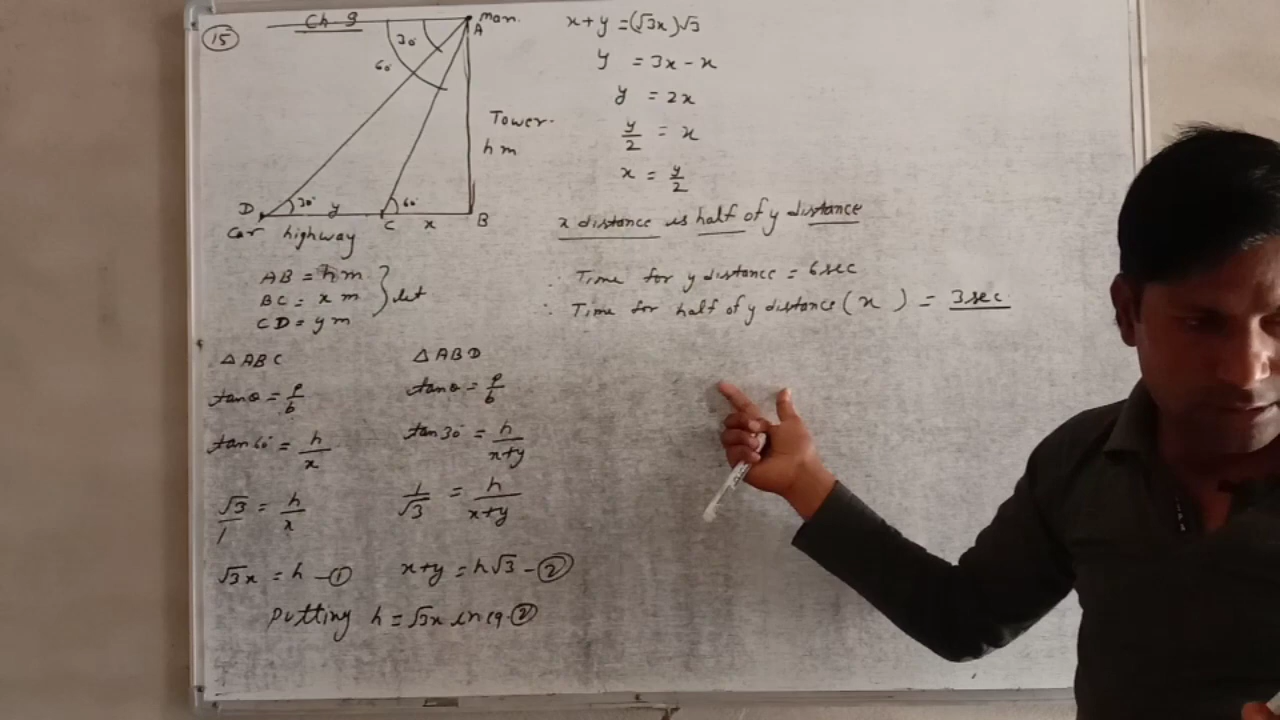 15
Ch 9
Man.
A
30°
60°
Tower
h m
D 30° y C 60° x B
Car highway
AB = h m
BC = x m
CD = y m
} let
△ ABC
tanθ = p/b
tan 60° = h/x
√3/1 = h/x
√3x = h —①
△ ABD
tanθ = p/b
tan 30° = h/x+y
1/√3 = h/x+y
x+y = h√3 —②
Putting h = √3x in eq. ②
x+y = (√3x)√3
y = 3x - x
y = 2x
y/2 = x
x = y/2
x distance is half of y distance
∵ Time for y distance = 6 sec
∴ Time for half of y distance (x) = 3 sec